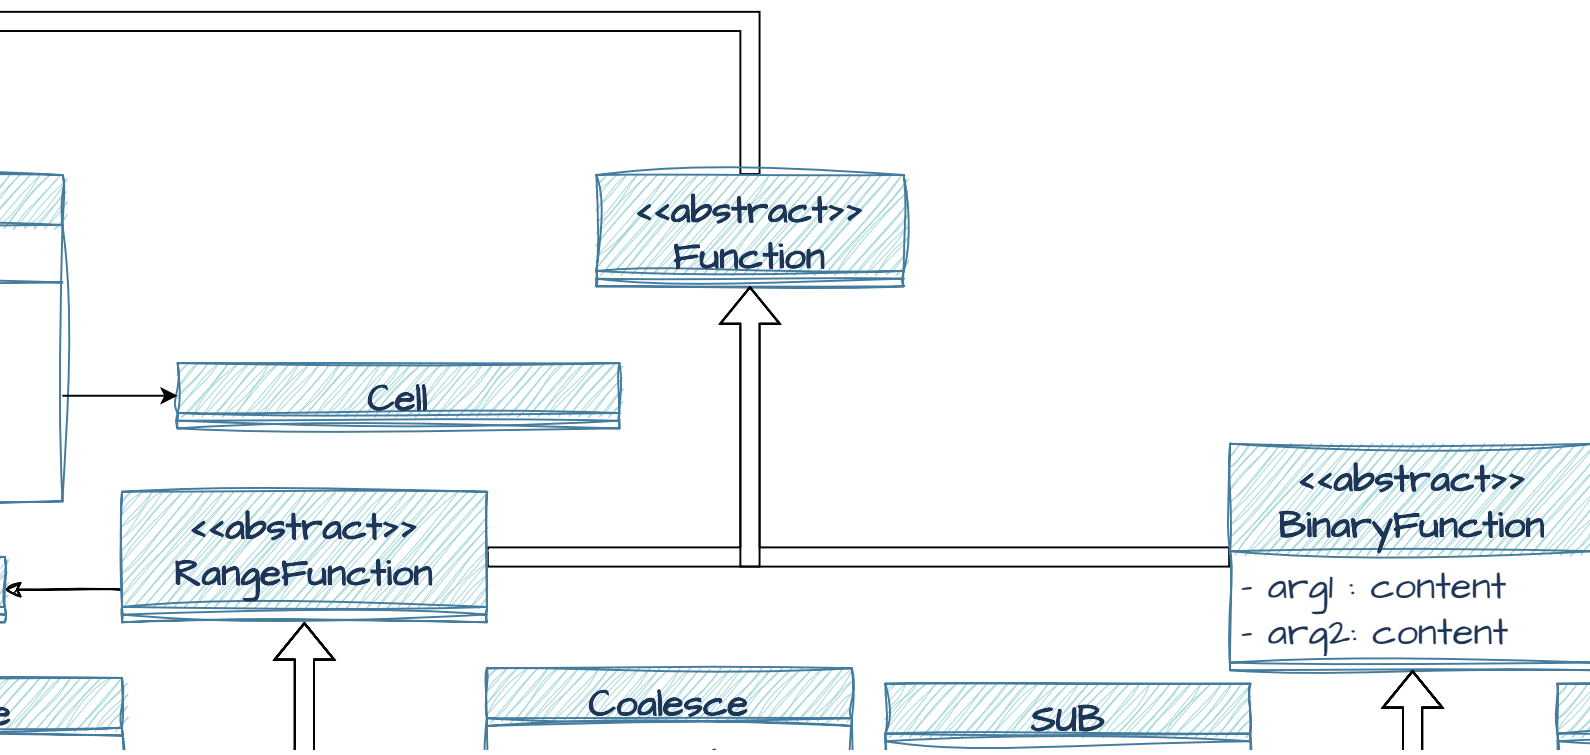 <<abstract>>
Function
Cell
<<abstract>>
BinaryFunction
- arg1 : content
- arg2: content
<<abstract>>
RangeFunction
Coalesce
SUB
e